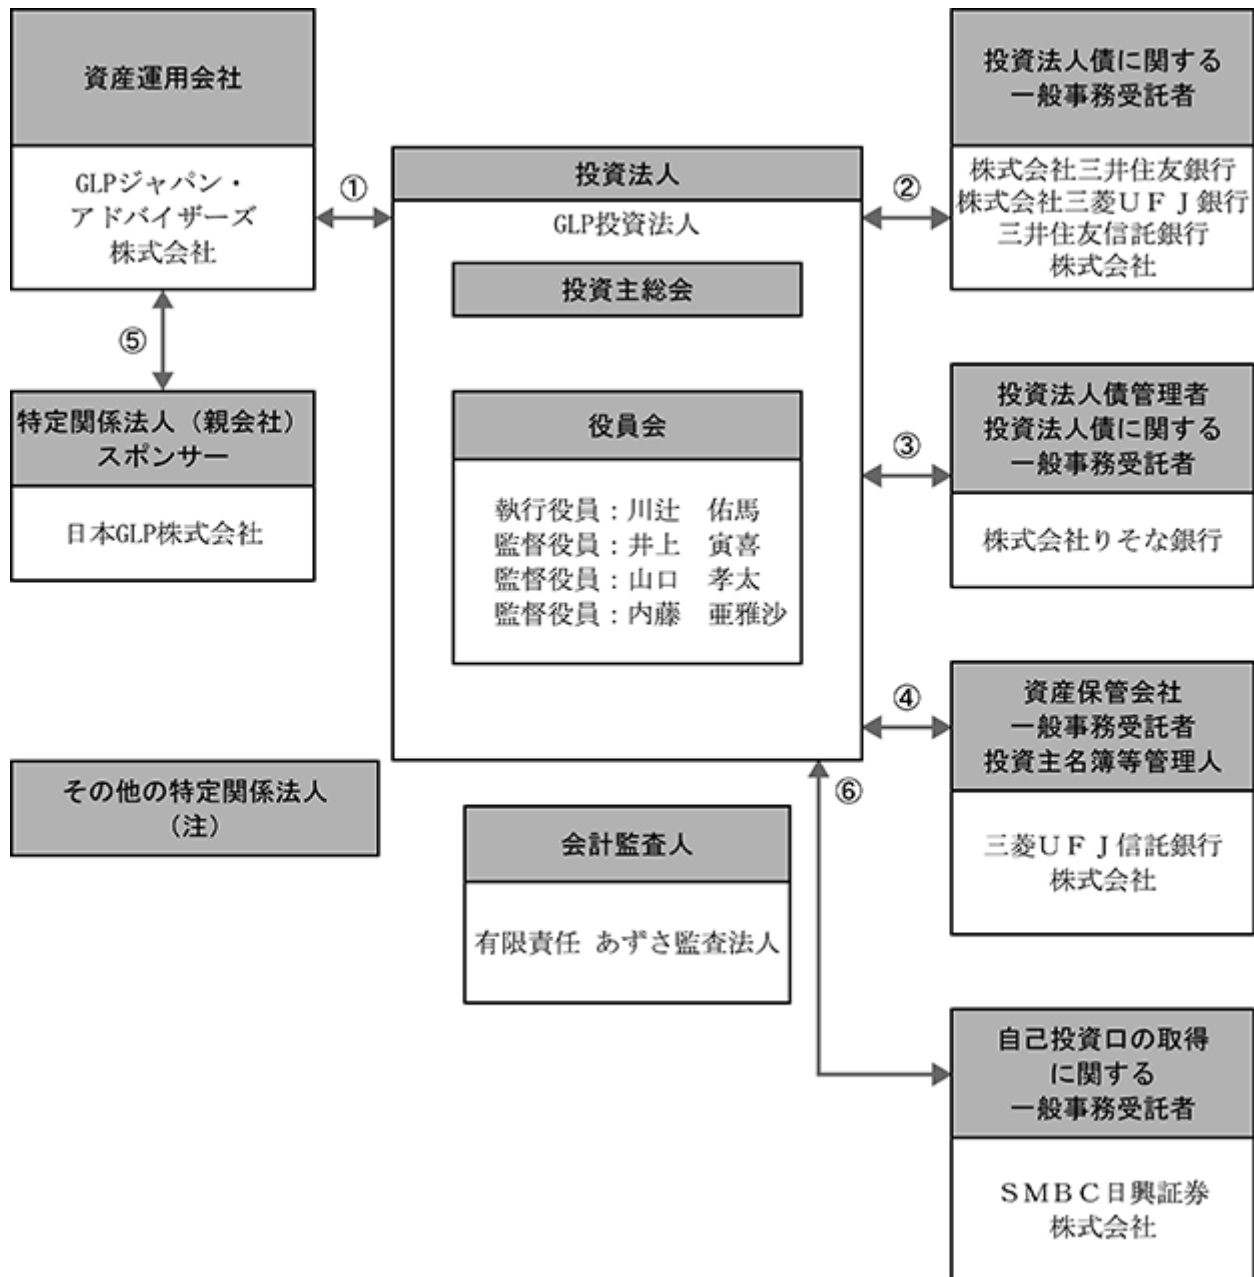 資産運用会社
GLPジャパン・
アドバイザーズ
株式会社
①
⑤
特定関係法人（親会社）
スポンサー
日本GLP株式会社
その他の特定関係法人
（注）
投資法人
GLP投資法人
投資主総会
役員会
執行役員：川辻　佑馬
監督役員：井上　寅喜
監督役員：山口　孝太
監督役員：内藤　亜雅沙
会計監査人
有限責任 あずさ監査法人
②
投資法人債に関する
一般事務受託者
株式会社三井住友銀行
株式会社三菱ＵＦＪ銀行
三井住友信託銀行
株式会社
③
投資法人債管理者
投資法人債に関する
一般事務受託者
株式会社りそな銀行
④
資産保管会社
一般事務受託者
投資主名簿等管理人
三菱ＵＦＪ信託銀行
株式会社
⑥
自己投資口の取得
に関する
一般事務受託者
ＳＭＢＣ日興証券
株式会社